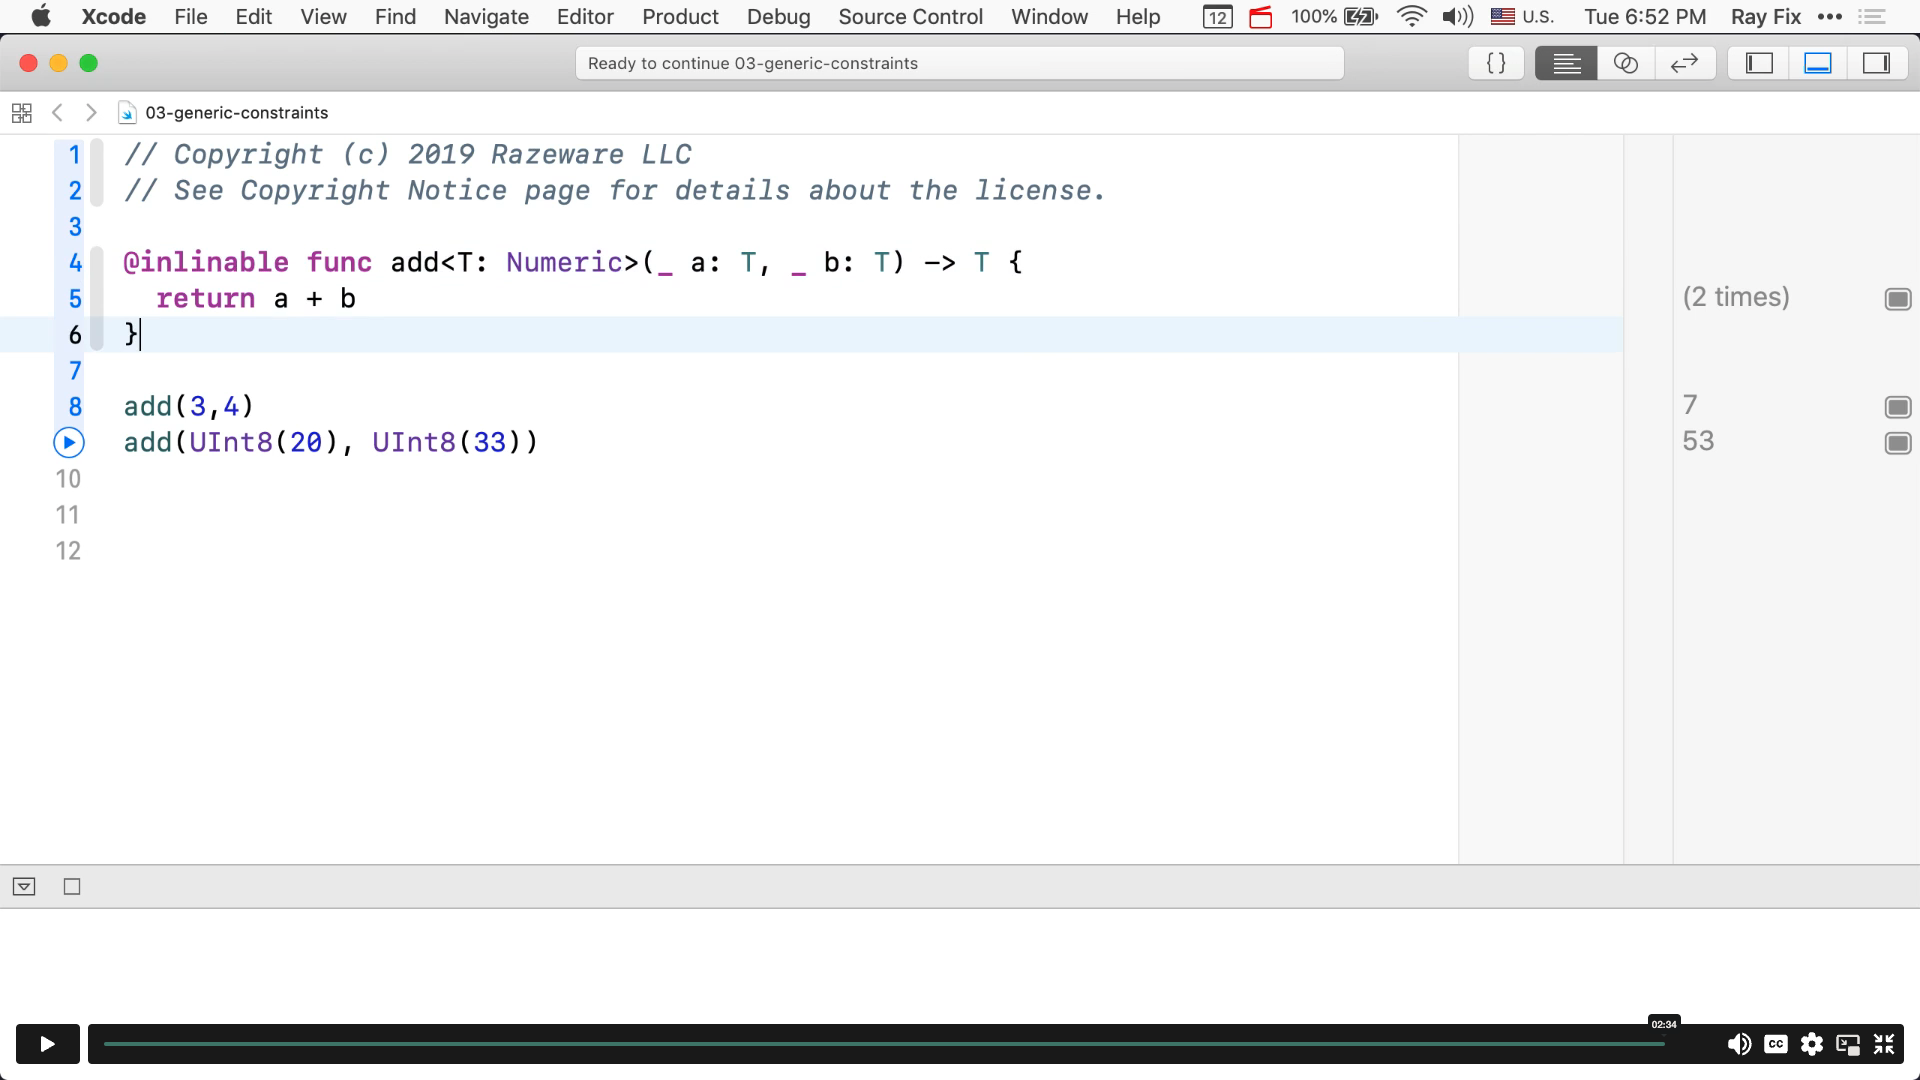 Xcode File Edit View Find Navigate Editor Product Debug Source Control Window Help 12 100% U.S. Tue 6:52 PM Ray Fix
Ready to continue 03-generic-constraints
{ }
03-generic-constraints
1 // Copyright (c) 2019 Razeware LLC
2 // See Copyright Notice page for details about the license.
3
4 @inlinable func add<T: Numeric>(_ a: T, _ b: T) -> T {
5 return a + b (2 times)
6 }
7
8 add(3,4) 7
add(UInt8(20), UInt8(33)) 53
10
11
12
02:34
CC